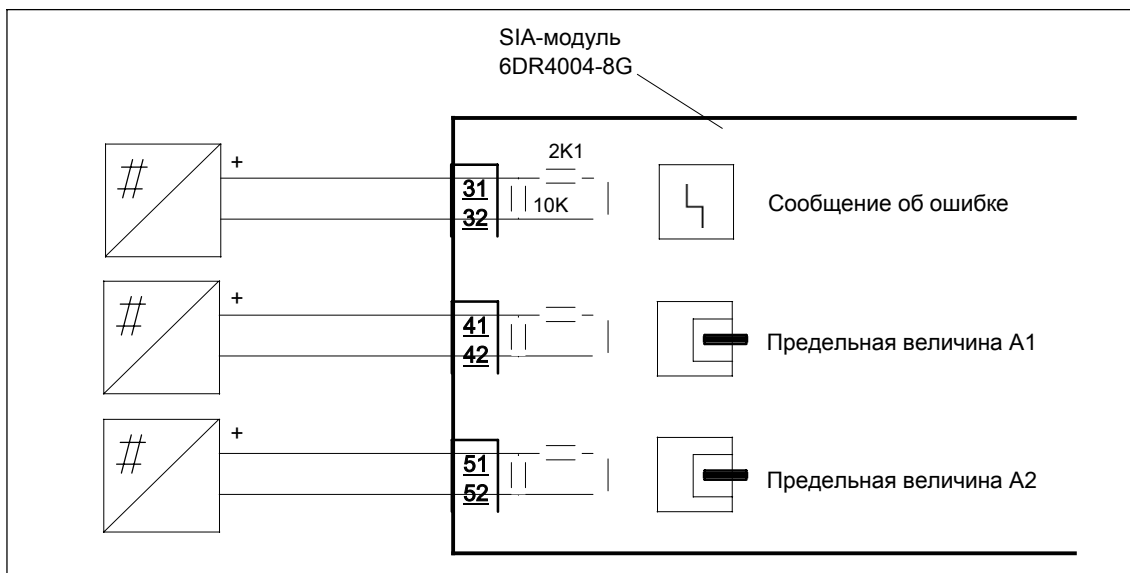 SIA-модуль
6DR4004-8G
+
2K1
31
10K
32
Сообщение об ошибке
+
41
42
Предельная величина A1
+
51
52
Предельная величина A2